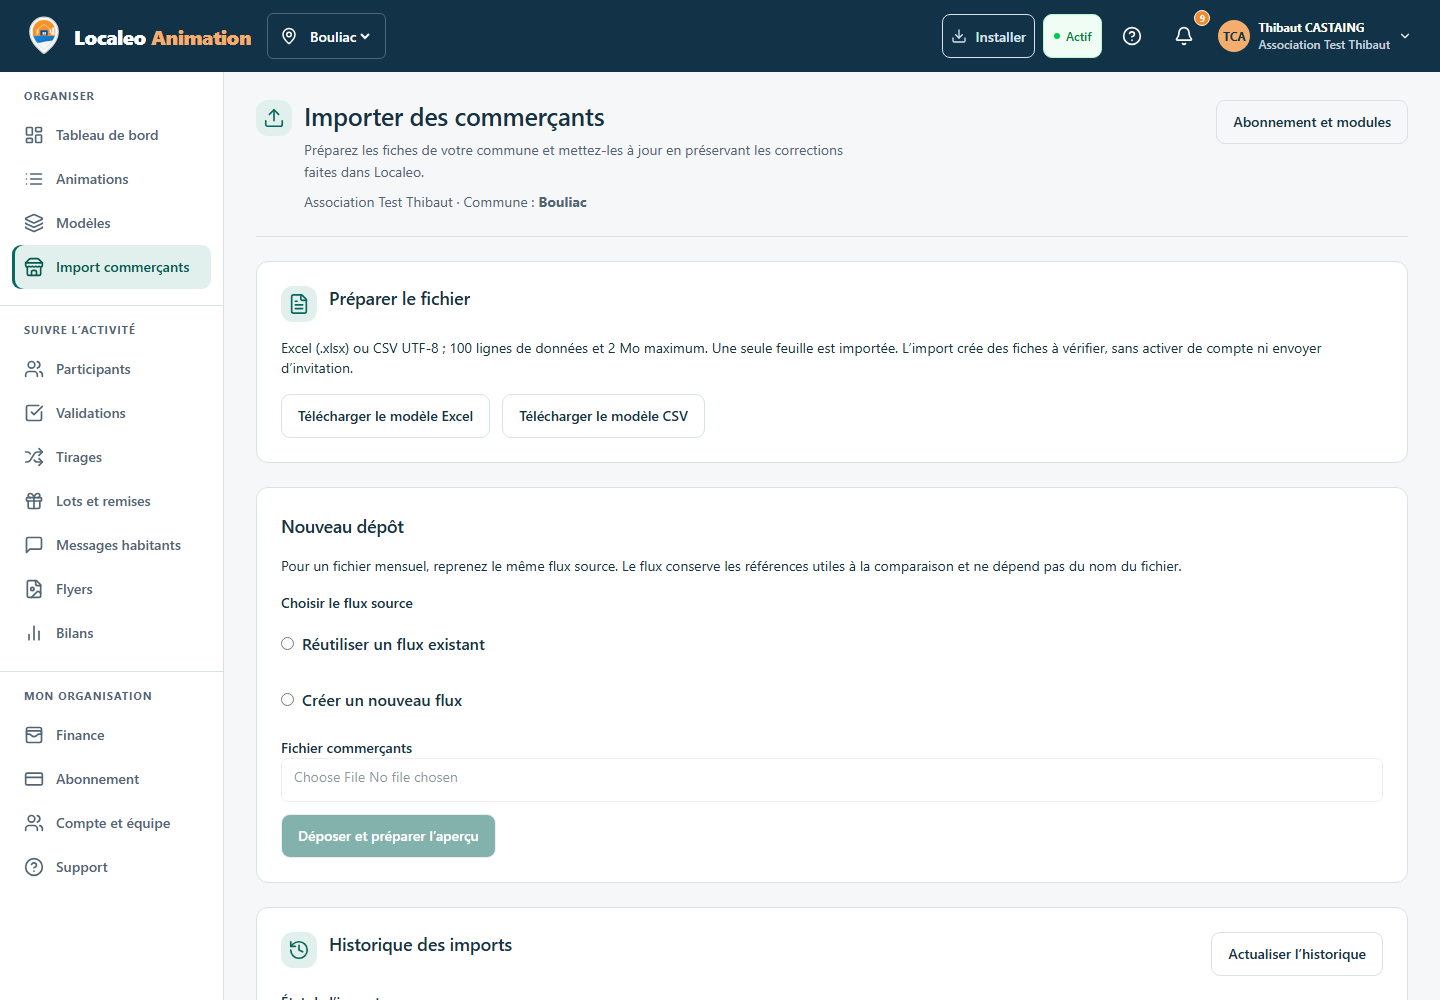 Localeo Animation
Bouliac
Installer
Actif
9
TCA
Thibaut CASTAING
Association Test Thibaut
ORGANISER
Tableau de bord
Animations
Modèles
Import commerçants
SUIVRE L’ACTIVITÉ
Participants
Validations
Tirages
Lots et remises
Messages habitants
Flyers
Bilans
MON ORGANISATION
Finance
Abonnement
Compte et équipe
Support
Importer des commerçants
Préparez les fiches de votre commune et mettez-les à jour en préservant les corrections
faites dans Localeo.
Association Test Thibaut · Commune : Bouliac
Abonnement et modules
Préparer le fichier
Excel (.xlsx) ou CSV UTF-8 ; 100 lignes de données et 2 Mo maximum. Une seule feuille est importée. L’import crée des fiches à vérifier, sans activer de compte ni envoyer
d’invitation.
Télécharger le modèle Excel
Télécharger le modèle CSV
Nouveau dépôt
Pour un fichier mensuel, reprenez le même flux source. Le flux conserve les références utiles à la comparaison et ne dépend pas du nom du fichier.
Choisir le flux source
Réutiliser un flux existant
Créer un nouveau flux
Fichier commerçants
Choose File No file chosen
Déposer et préparer l’aperçu
Historique des imports
Actualiser l’historique
État de l’import